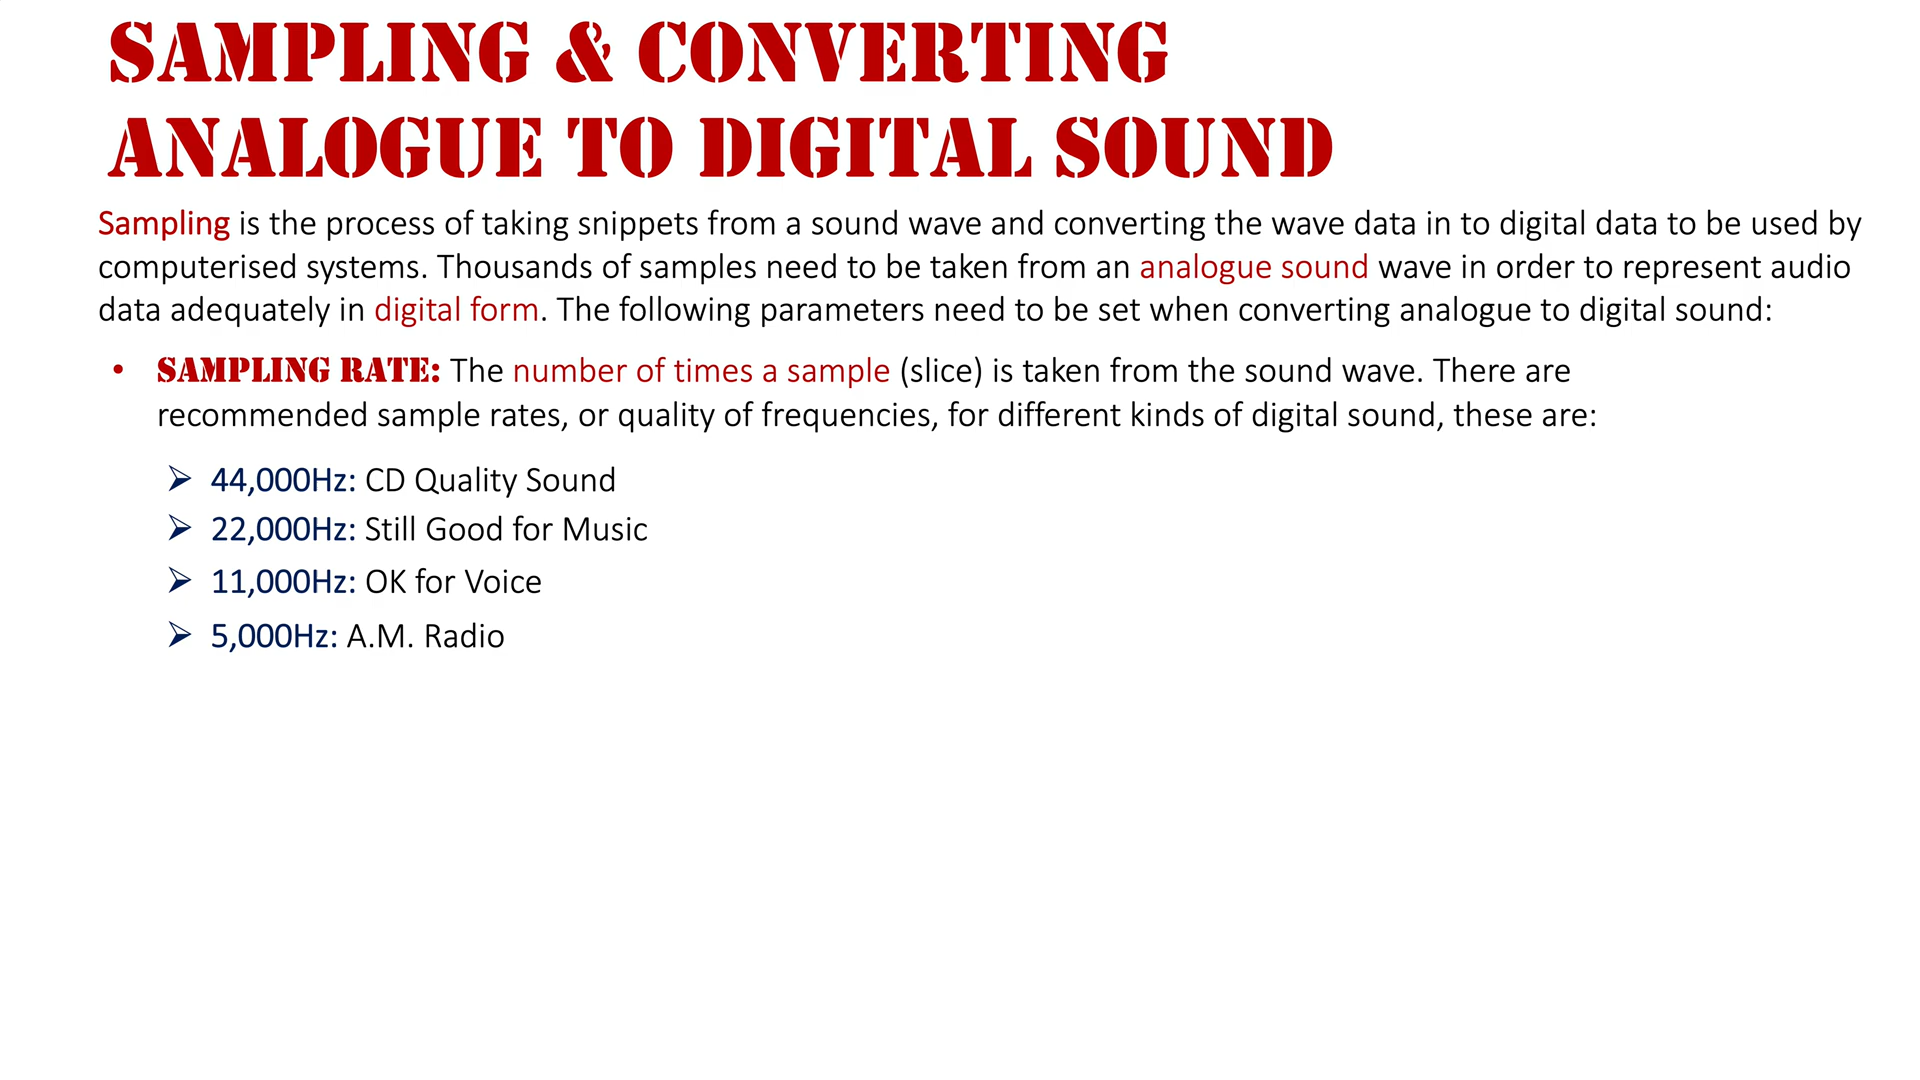 SAMPLING & CONVERTING
ANALOGUE TO DIGITAL SOUND
Sampling is the process of taking snippets from a sound wave and converting the wave data in to digital data to be used by
computerised systems. Thousands of samples need to be taken from an analogue sound wave in order to represent audio
data adequately in digital form. The following parameters need to be set when converting analogue to digital sound:
• SAMPLING RATE: The number of times a sample (slice) is taken from the sound wave. There are
recommended sample rates, or quality of frequencies, for different kinds of digital sound, these are:
➢ 44,000Hz: CD Quality Sound
➢ 22,000Hz: Still Good for Music
➢ 11,000Hz: OK for Voice
➢ 5,000Hz: A.M. Radio